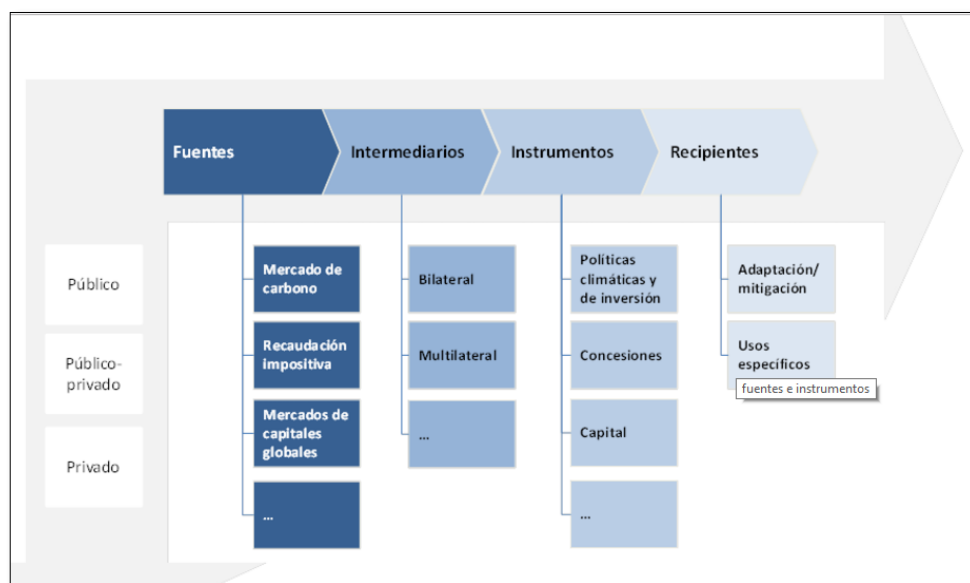 Fuentes
Intermediarios
Instrumentos
Recipientes
Público
Público-
privado
Privado
Mercado de
carbono
Recaudación
impositiva
Mercados de
capitales
globales
...
Bilateral
Multilateral
...
Políticas
climáticas y
de inversión
Concesiones
Capital
...
Adaptación/
mitigación
Usos
específicos
fuentes e instrumentos